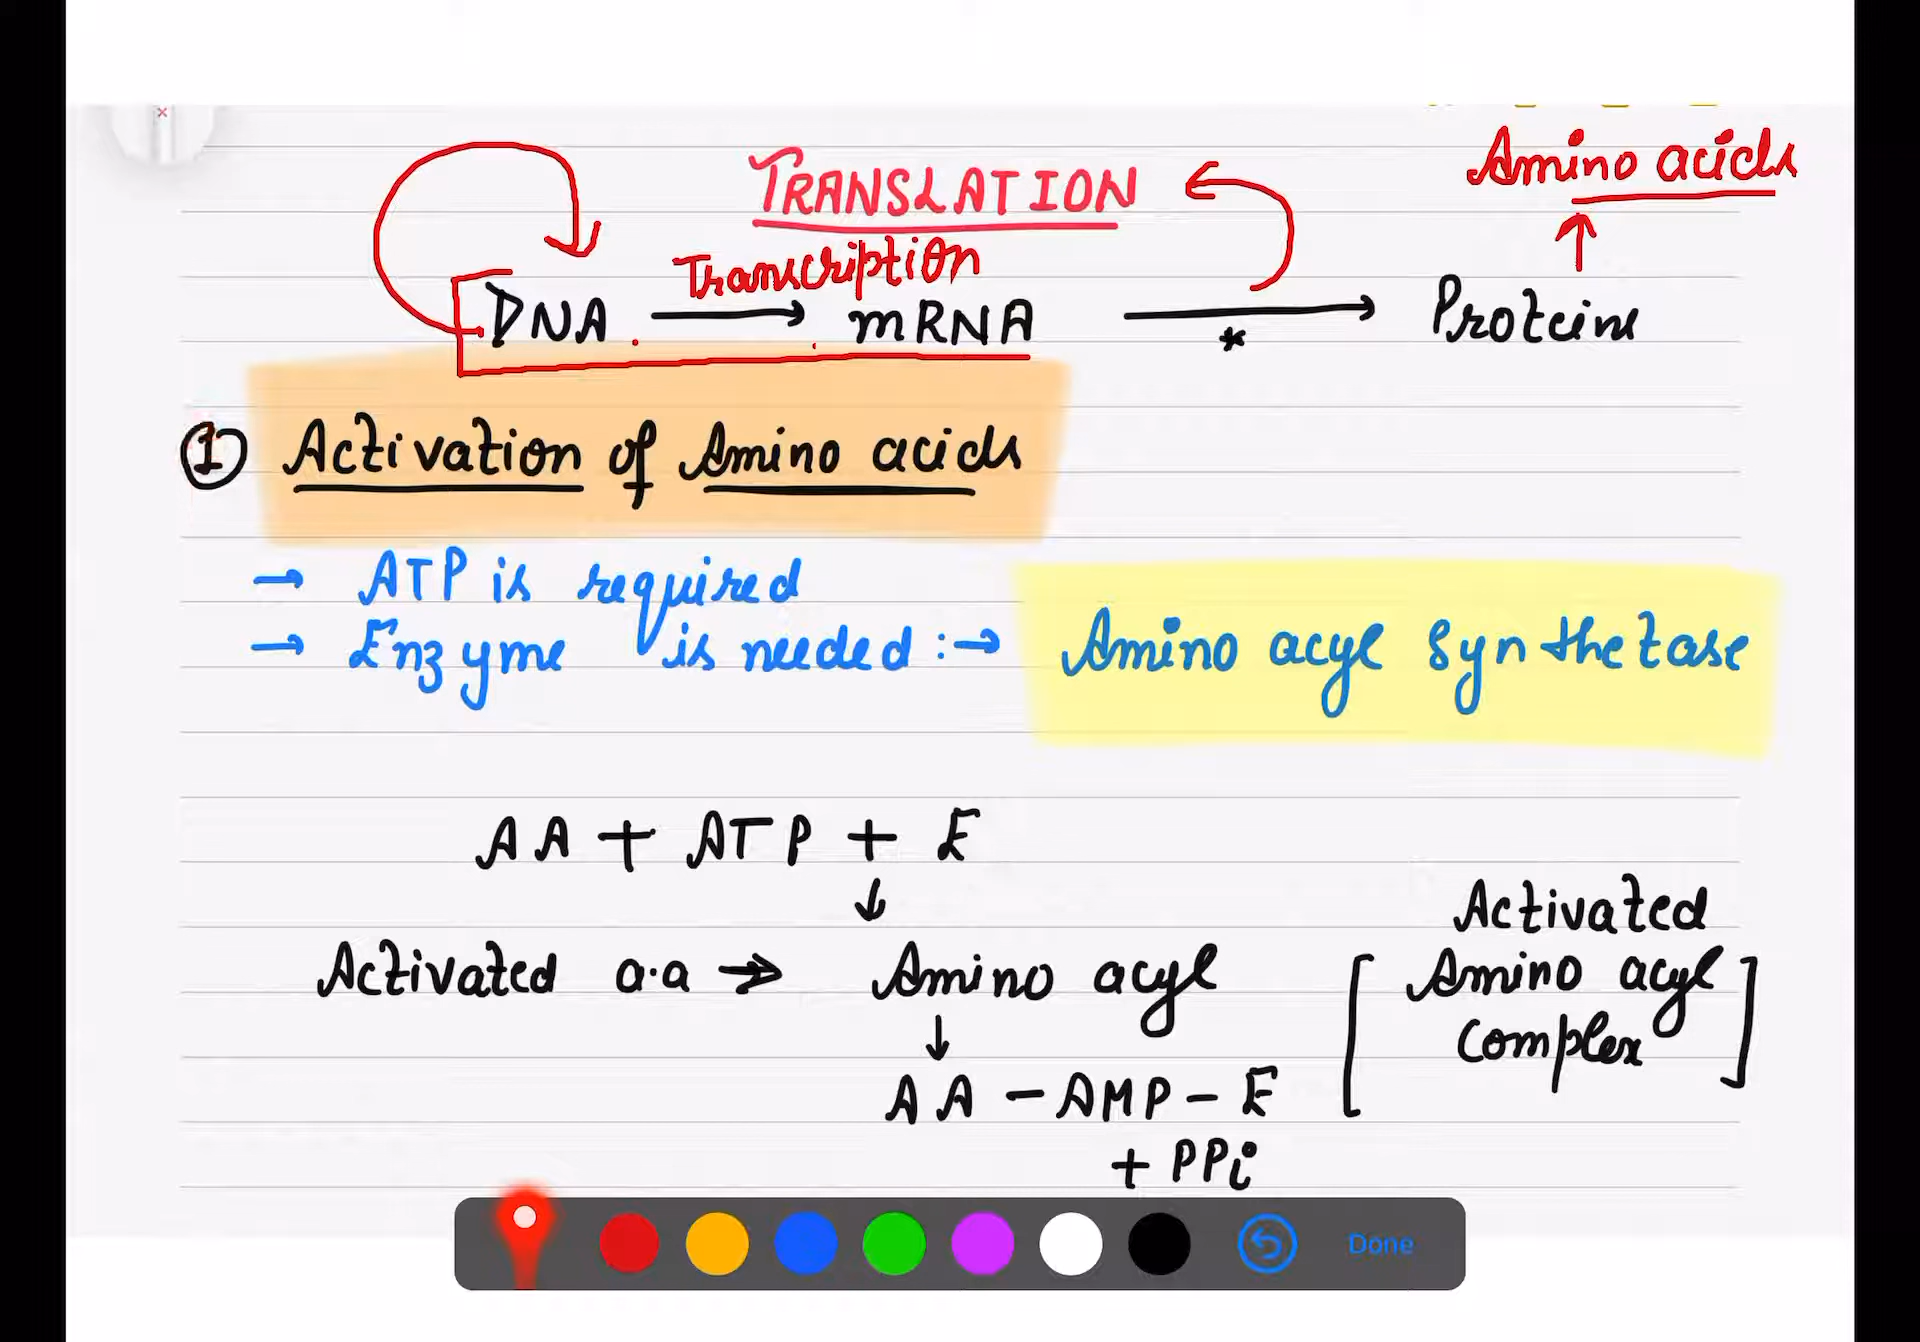 Amino acids
TRANSLATION
Transcription
DNA → mRNA → Proteins
*
① Activation of Amino acids
→ ATP is required
→ Enzyme is needed :→ Amino acyl synthetase
AA + ATP + E
↓
Activated a.a → Amino acyl [Activated Amino acyl complex]
↓
AA - AMP - E
+ PPi
Done